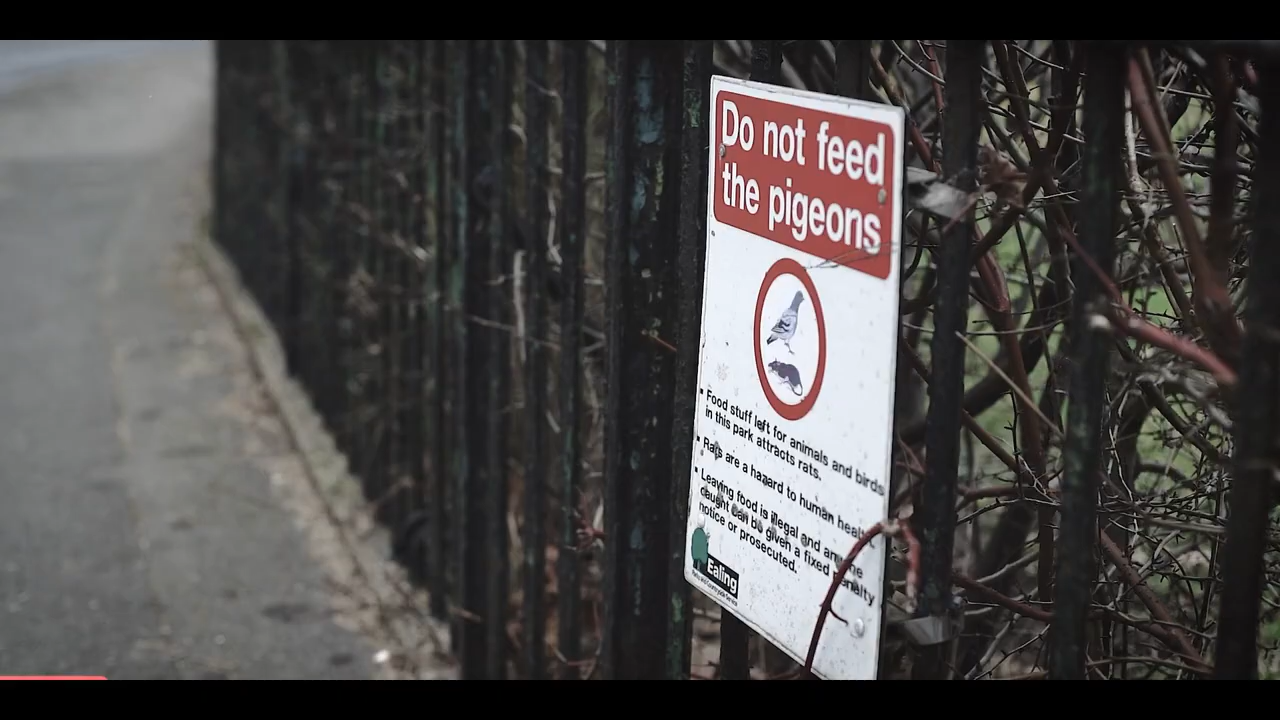 Do not feed
the pigeons
▪ Food stuff left for animals and birds
in this park attracts rats.
▪ Rats are a hazard to human health.
▪ Leaving food is illegal and anyone
caught can be given a fixed penalty
notice or prosecuted.
Ealing